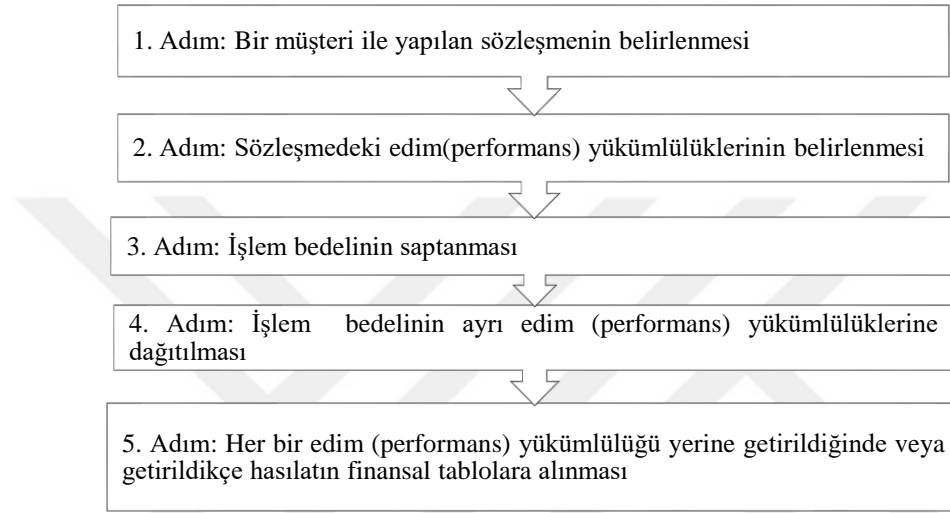 1. Adım: Bir müşteri ile yapılan sözleşmenin belirlenmesi
2. Adım: Sözleşmedeki edim(performans) yükümlülüklerinin belirlenmesi
3. Adım: İşlem bedelinin saptanması
4. Adım: İşlem bedelinin ayrı edim (performans) yükümlülüklerine
dağıtılması
5. Adım: Her bir edim (performans) yükümlülüğü yerine getirildiğinde veya
getirildikçe hasılatın finansal tablolara alınması